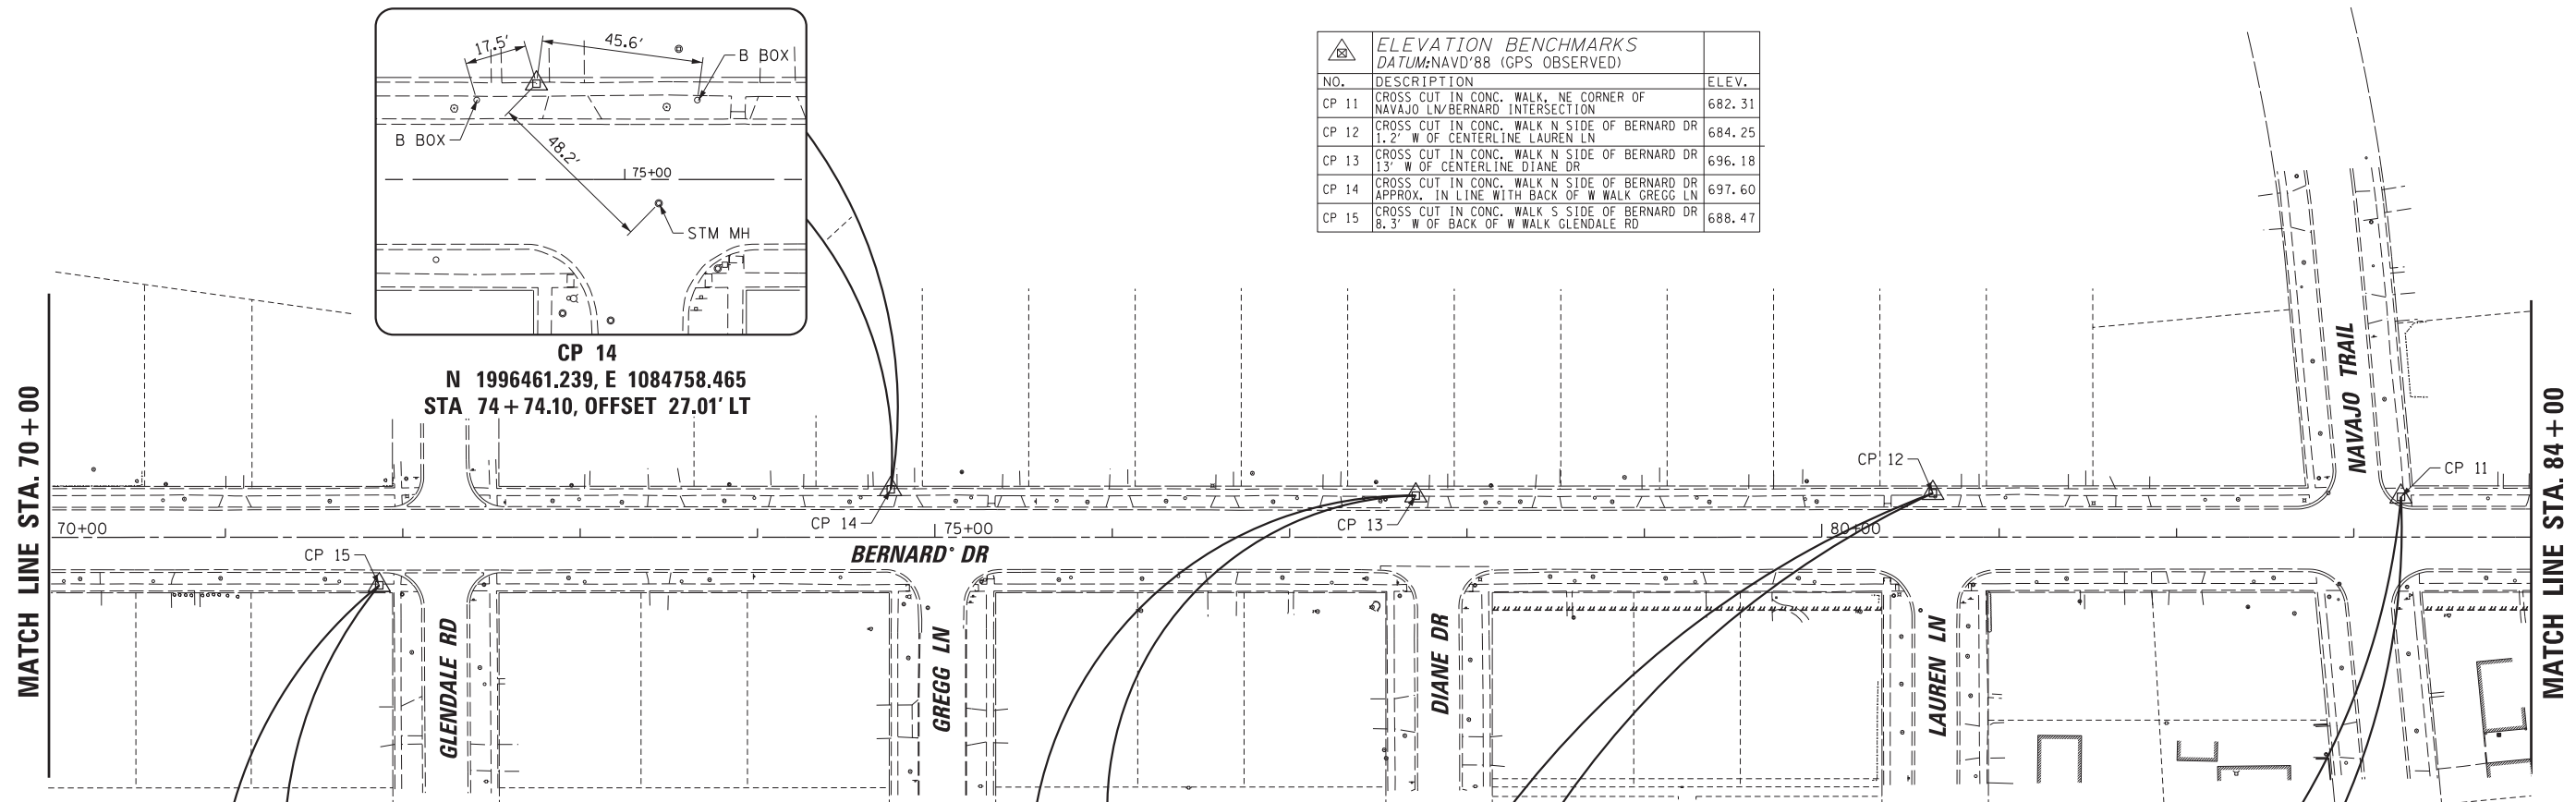 17.5'
45.6'
B BOX
B BOX
48.2'
75+00
STM MH
CP 14
N 1996461.239, E 1084758.465
STA 74+74.10, OFFSET 27.01' LT
ELEVATION BENCHMARKS
DATUM:NAVD'88 (GPS OBSERVED)
NO. DESCRIPTION ELEV.
CP 11 CROSS CUT IN CONC. WALK, NE CORNER OF
NAVAJO LN/BERNARD INTERSECTION 682.31
CP 12 CROSS CUT IN CONC. WALK N SIDE OF BERNARD DR
1.2' W OF CENTERLINE LAUREN LN 684.25
CP 13 CROSS CUT IN CONC. WALK N SIDE OF BERNARD DR
13' W OF CENTERLINE DIANE DR 696.18
CP 14 CROSS CUT IN CONC. WALK N SIDE OF BERNARD DR
APPROX. IN LINE WITH BACK OF W WALK GREGG LN 697.60
CP 15 CROSS CUT IN CONC. WALK S SIDE OF BERNARD DR
8.3' W OF BACK OF W WALK GLENDALE RD 688.47
MATCH LINE STA. 70+00
70+00
CP 15
CP 14
75+00
BERNARD DR
CP 13
CP 12
80+00
CP 11
NAVAJO TRAIL
GLENDALE RD
GREGG LN
DIANE DR
LAUREN LN
MATCH LINE STA. 84+00